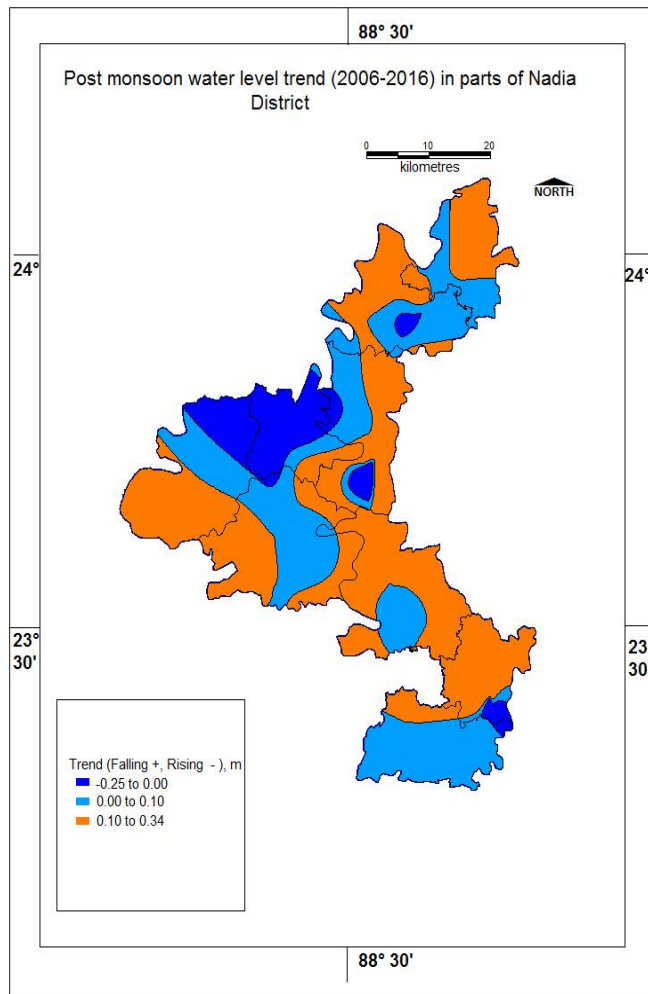 88° 30'
Post monsoon water level trend (2006-2016) in parts of Nadia
District
0 10 20
kilometres
NORTH
24°
24°
23°
30'
23
30
Trend (Falling +, Rising - ), m
-0.25 to 0.00
0.00 to 0.10
0.10 to 0.34
88° 30'